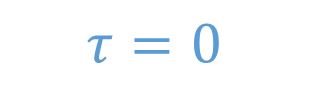 τ = 0